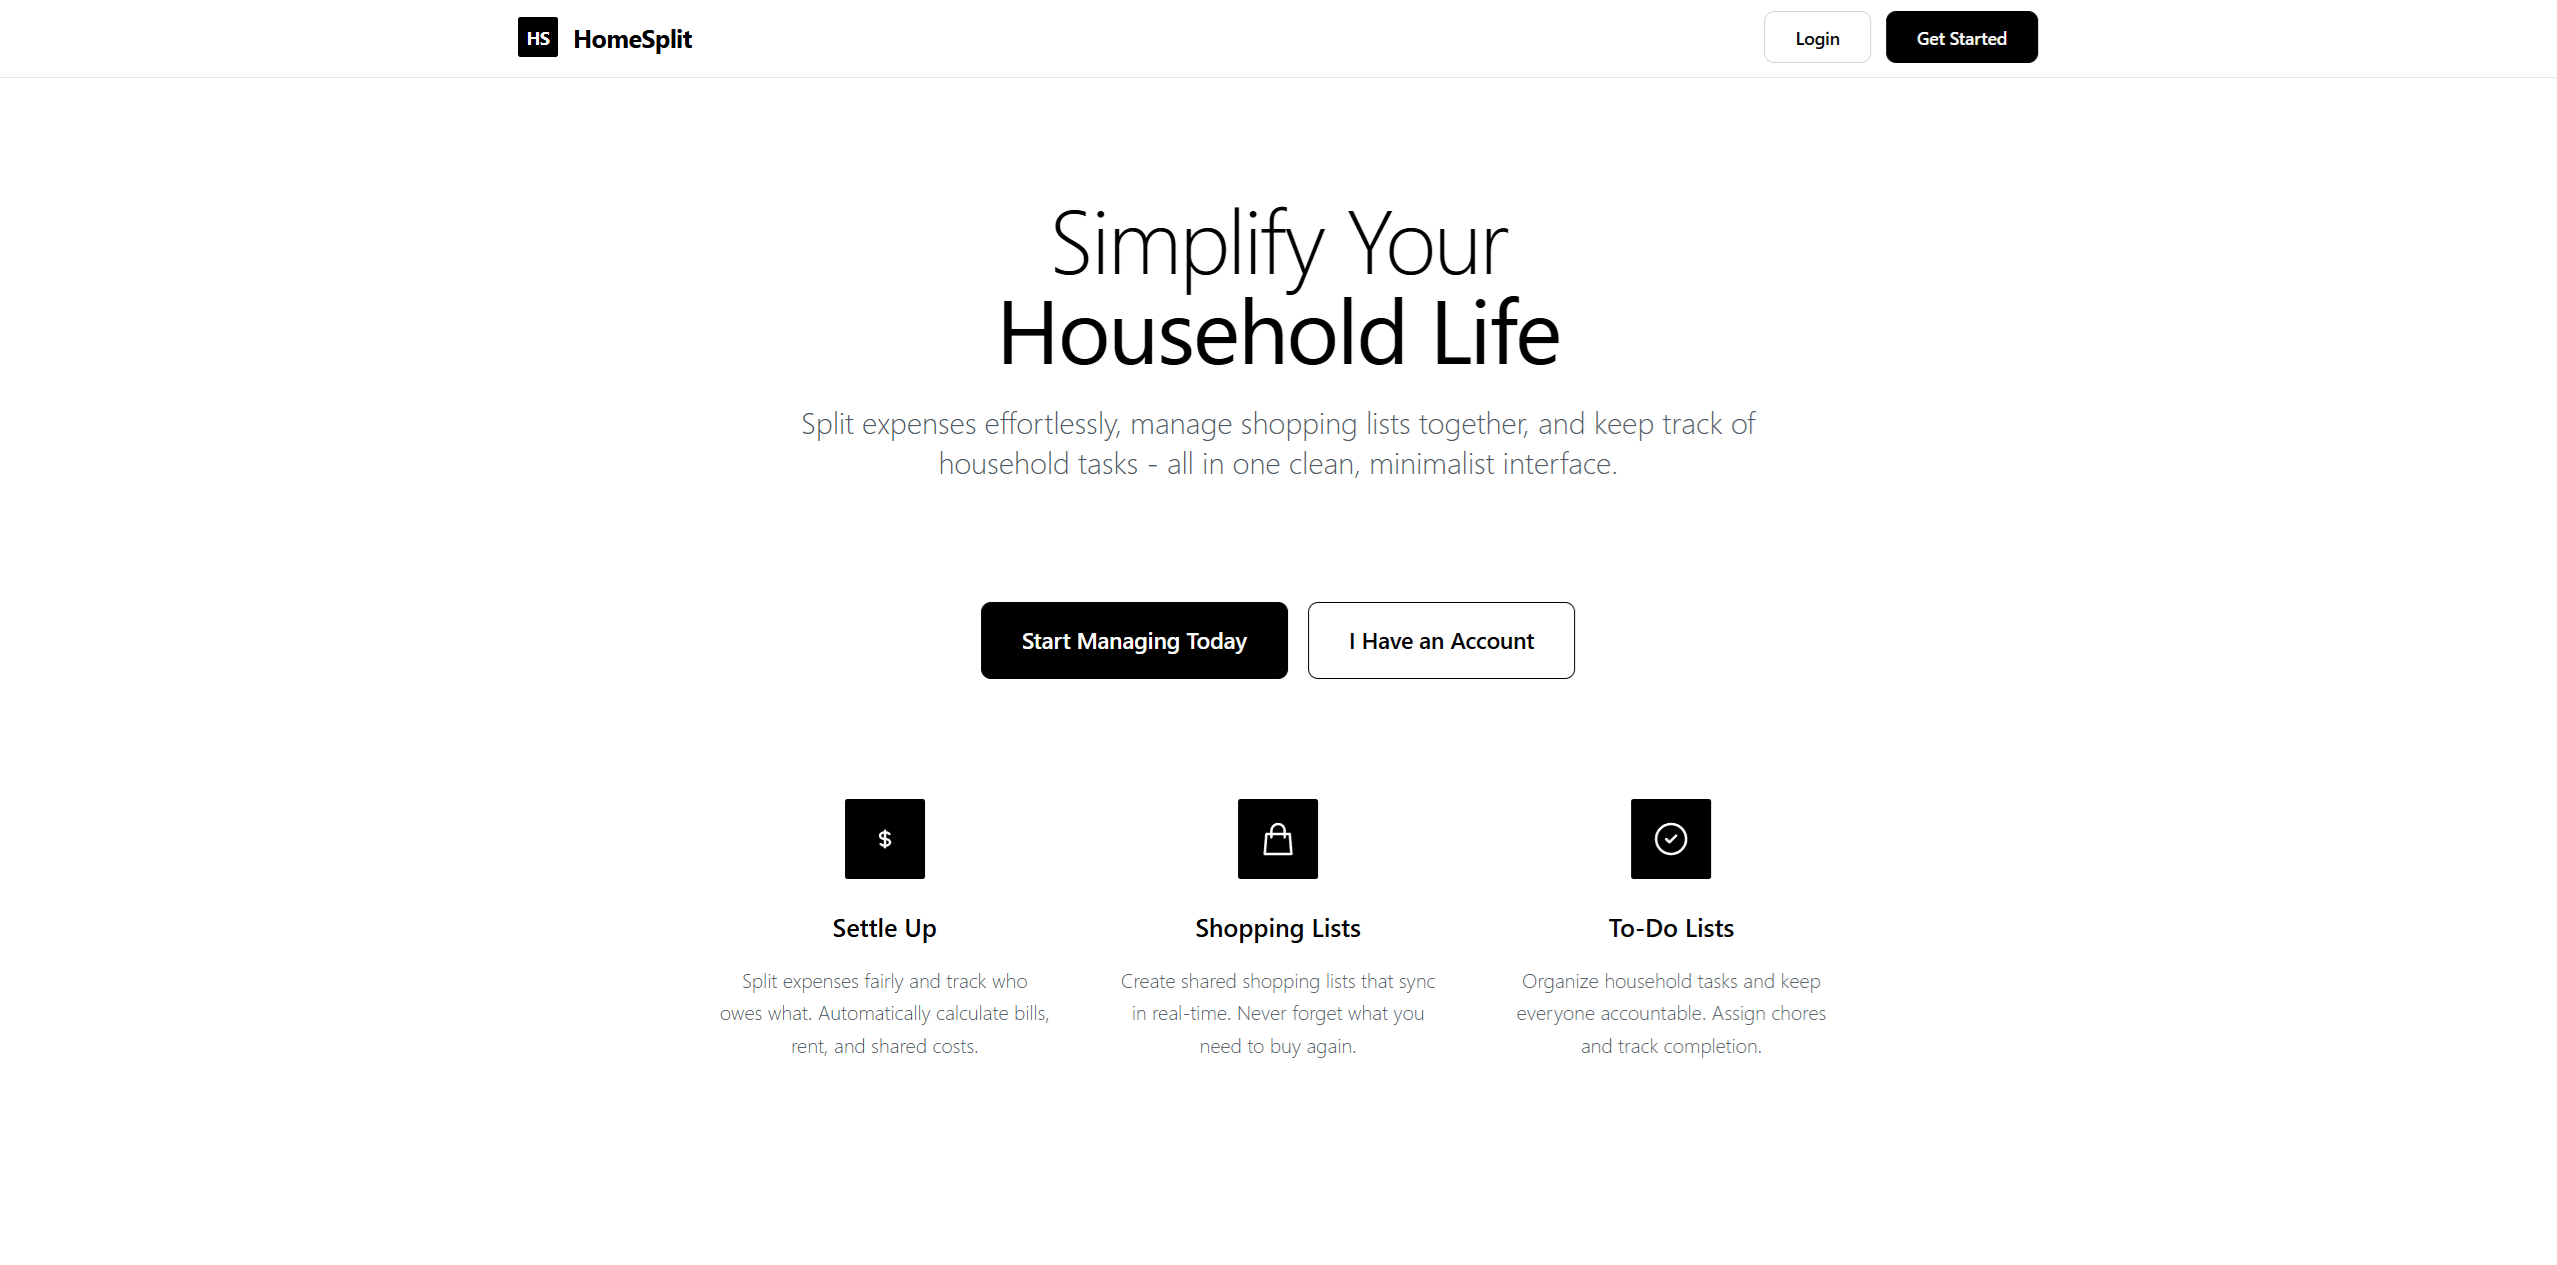 HS HomeSplit Login Get Started
Simplify Your
Household Life
Split expenses effortlessly, manage shopping lists together, and keep track of
household tasks - all in one clean, minimalist interface.
Start Managing Today I Have an Account
$
Settle Up
Split expenses fairly and track who
owes what. Automatically calculate bills,
rent, and shared costs.
Shopping Lists
Create shared shopping lists that sync
in real-time. Never forget what you
need to buy again.
To-Do Lists
Organize household tasks and keep
everyone accountable. Assign chores
and track completion.